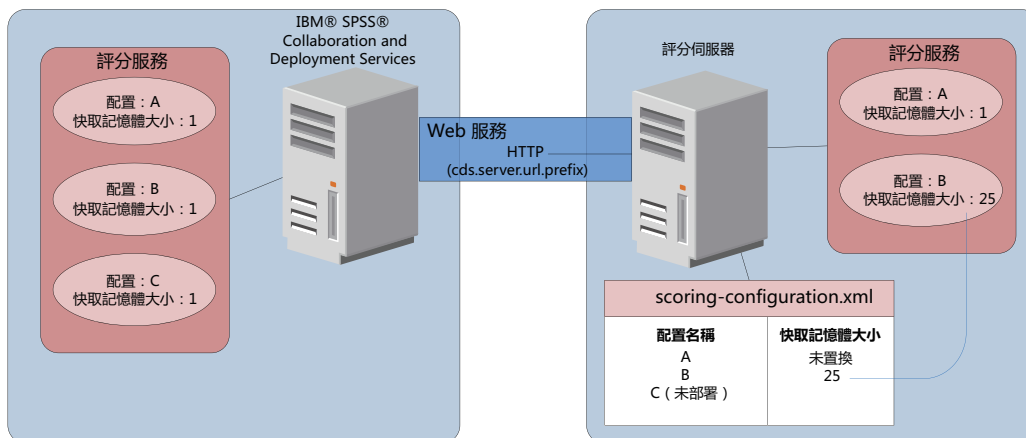 IBM® SPSS®
Collaboration and
Deployment Services
評分服務
配置：A
快取記憶體大小：1
配置：B
快取記憶體大小：1
配置：C
快取記憶體大小：1
Web 服務
HTTP
(cds.server.url.prefix)
評分伺服器
評分服務
配置：A
快取記憶體大小：1
配置：B
快取記憶體大小：25
scoring-configuration.xml
配置名稱
快取記憶體大小
A
未置換
B
25
C（未部署）